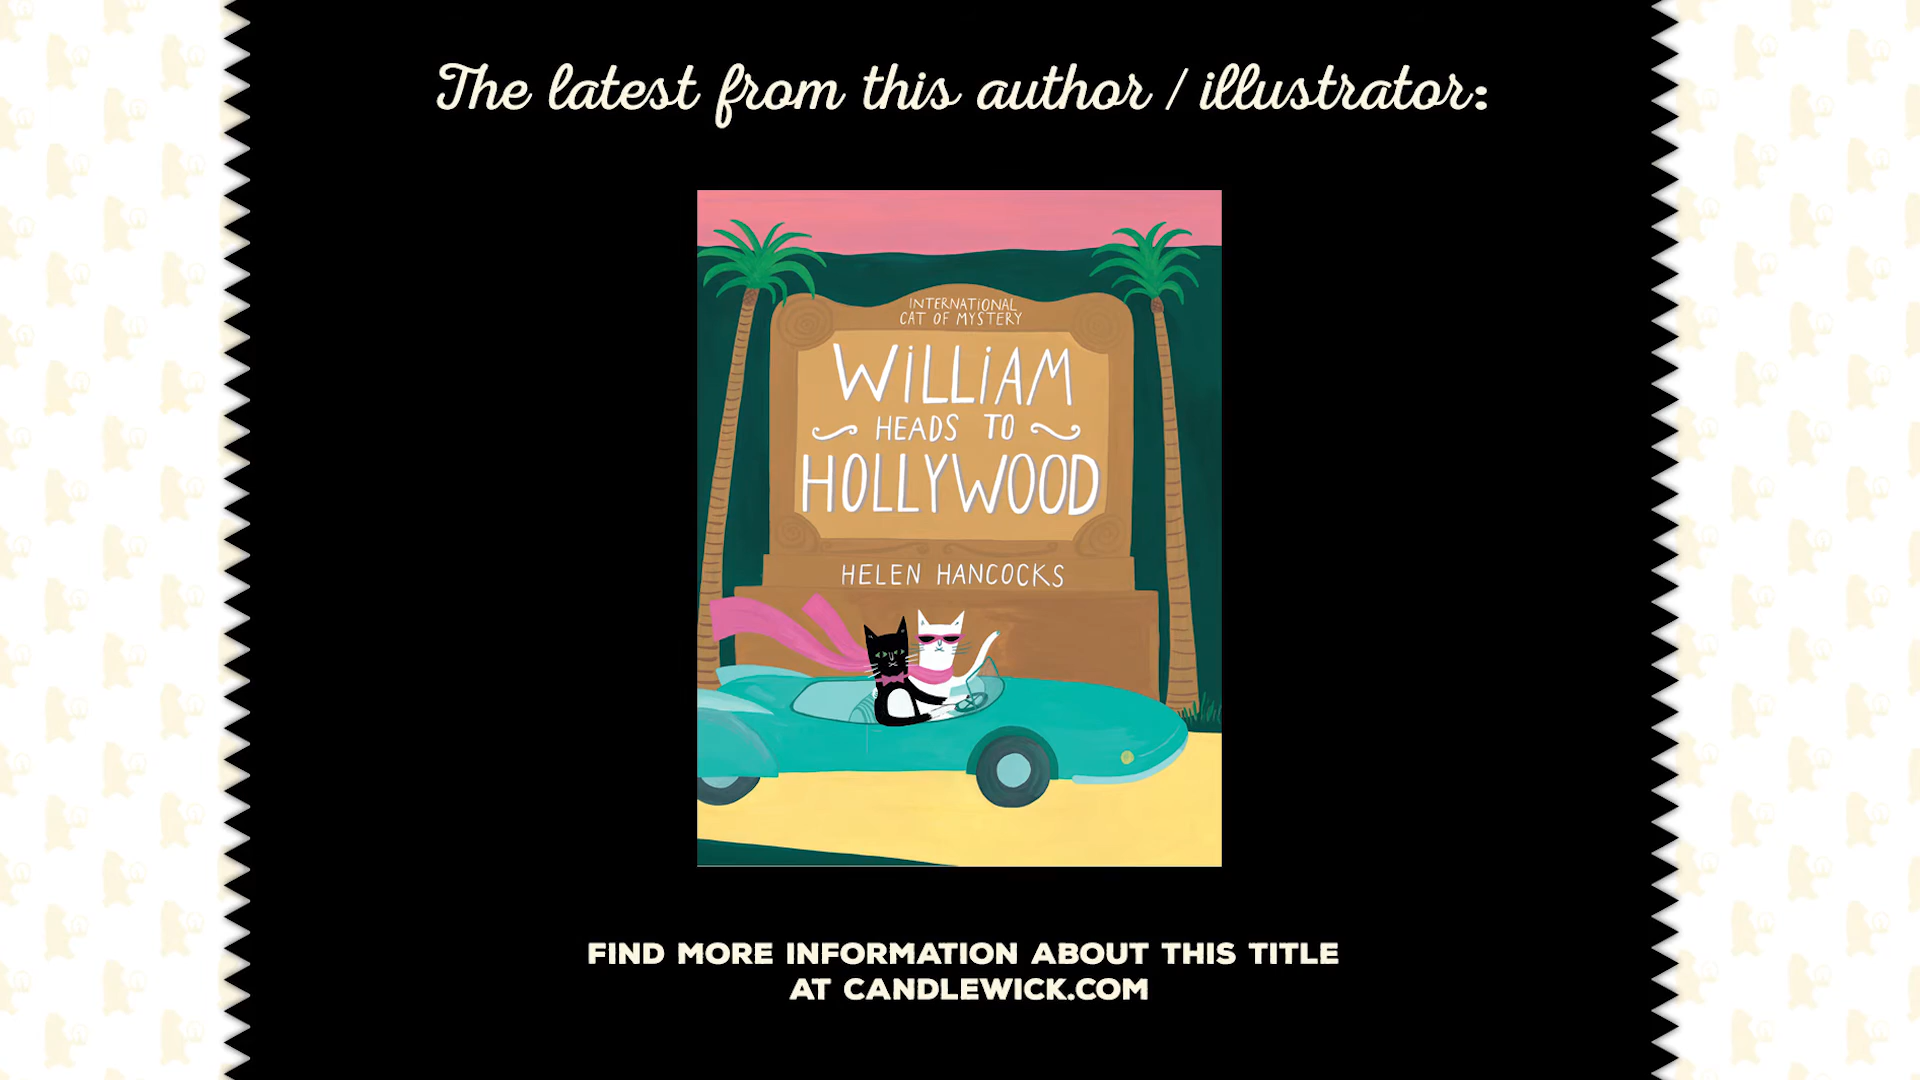 The latest from this author / illustrator:
INTERNATIONAL
CAT OF MYSTERY
WiLLiAM
HEADS TO
HOLLYWOOD
HELEN HANCOCKS
FIND MORE INFORMATION ABOUT THIS TITLE
AT CANDLEWICK.COM